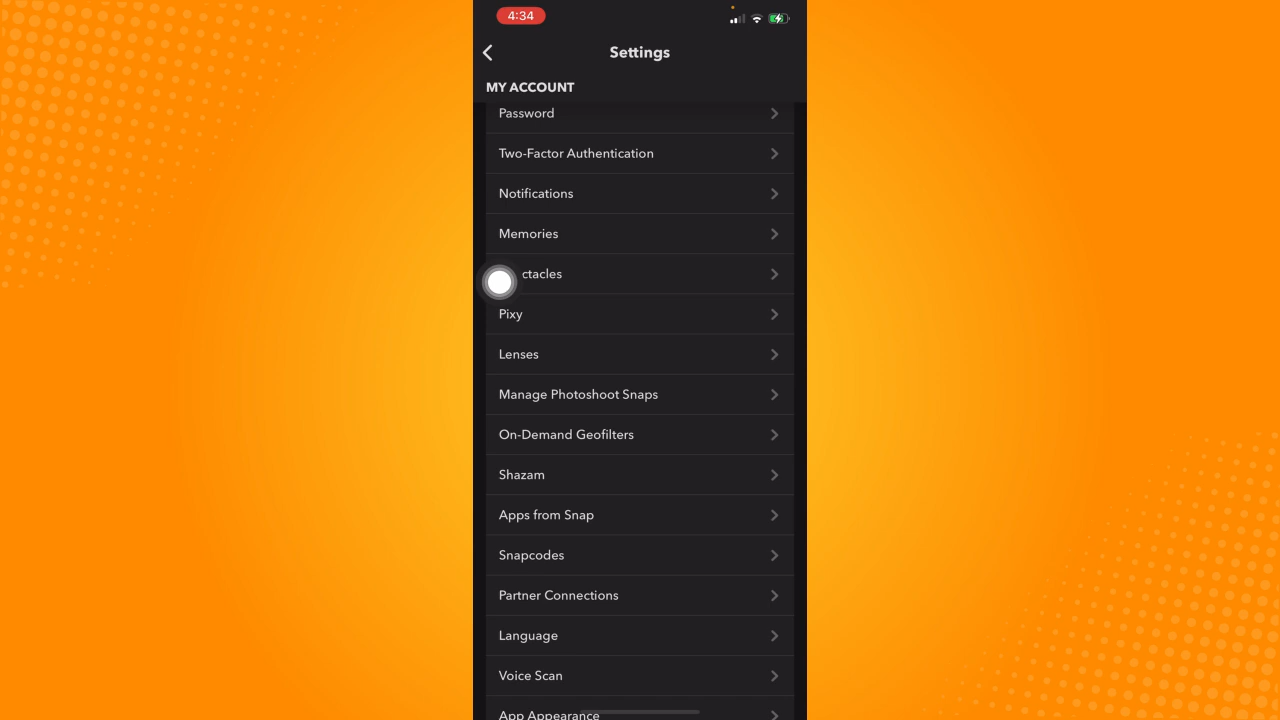 4:34
Settings
MY ACCOUNT
Password
Two-Factor Authentication
Notifications
Memories
ctacles
Pixy
Lenses
Manage Photoshoot Snaps
On-Demand Geofilters
Shazam
Apps from Snap
Snapcodes
Partner Connections
Language
Voice Scan
App Appearance